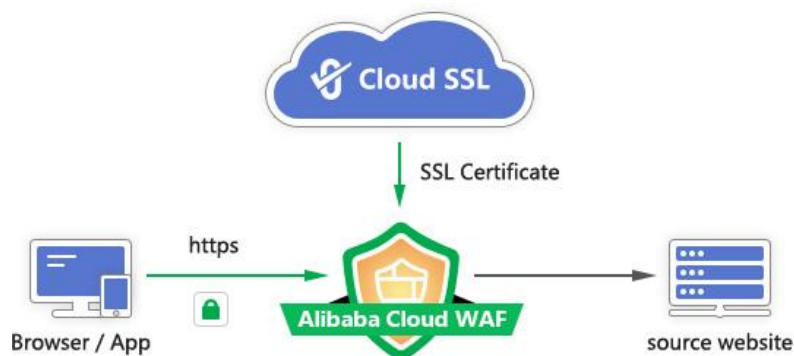 Cloud SSL
SSL Certificate
https
Alibaba Cloud WAF
Browser / App
source website